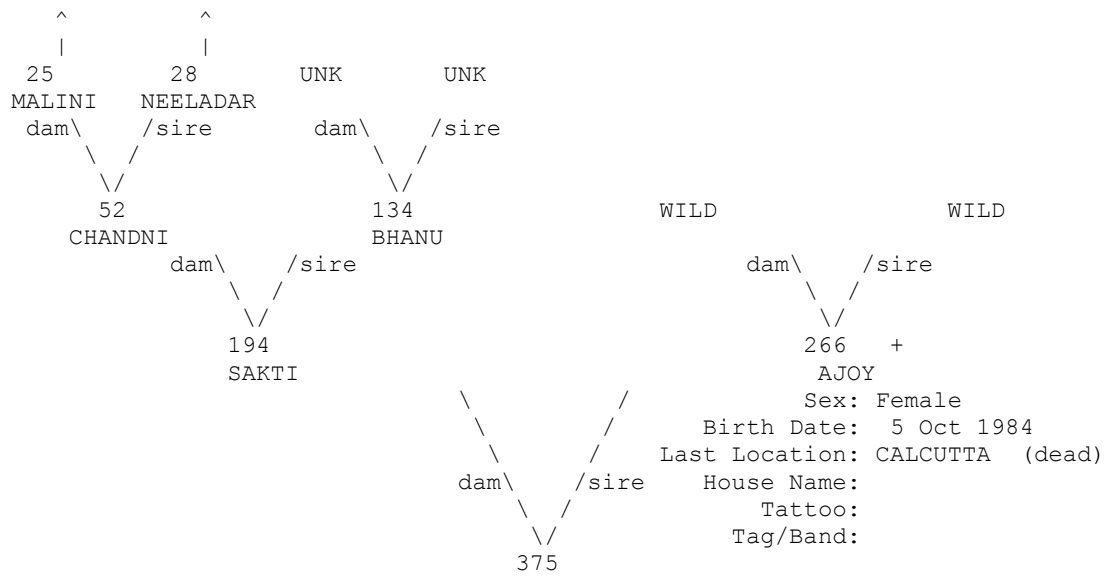 ^ ^
| |
25 28 UNK UNK
MALINI NEELADAR
dam\ /sire dam\ /sire
\ / \ /
\/ \/
52 134 WILD WILD
CHANDNI BHANU
dam\ /sire dam\ /sire
\ / \ /
\/ \/
194 266 +
SAKTI AJOY
\ / Sex: Female
\ / Birth Date: 5 Oct 1984
\ / Last Location: CALCUTTA (dead)
dam\ /sire House Name:
\ / Tattoo:
\/ Tag/Band:
375